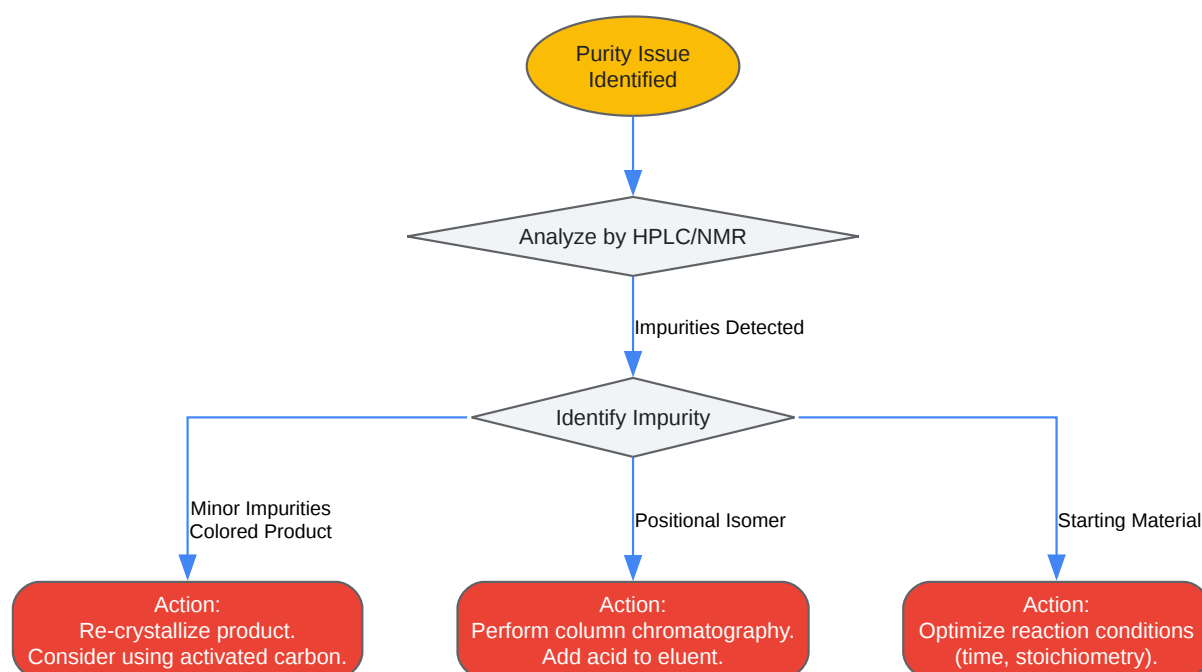 Purity Issue
Identified
Analyze by HPLC/NMR
Impurities Detected
Identify Impurity
Minor Impurities
Colored Product
Positional Isomer
Starting Material
Action:
Re-crystallize product.
Consider using activated carbon.
Action:
Perform column chromatography.
Add acid to eluent.
Action:
Optimize reaction conditions
(time, stoichiometry).